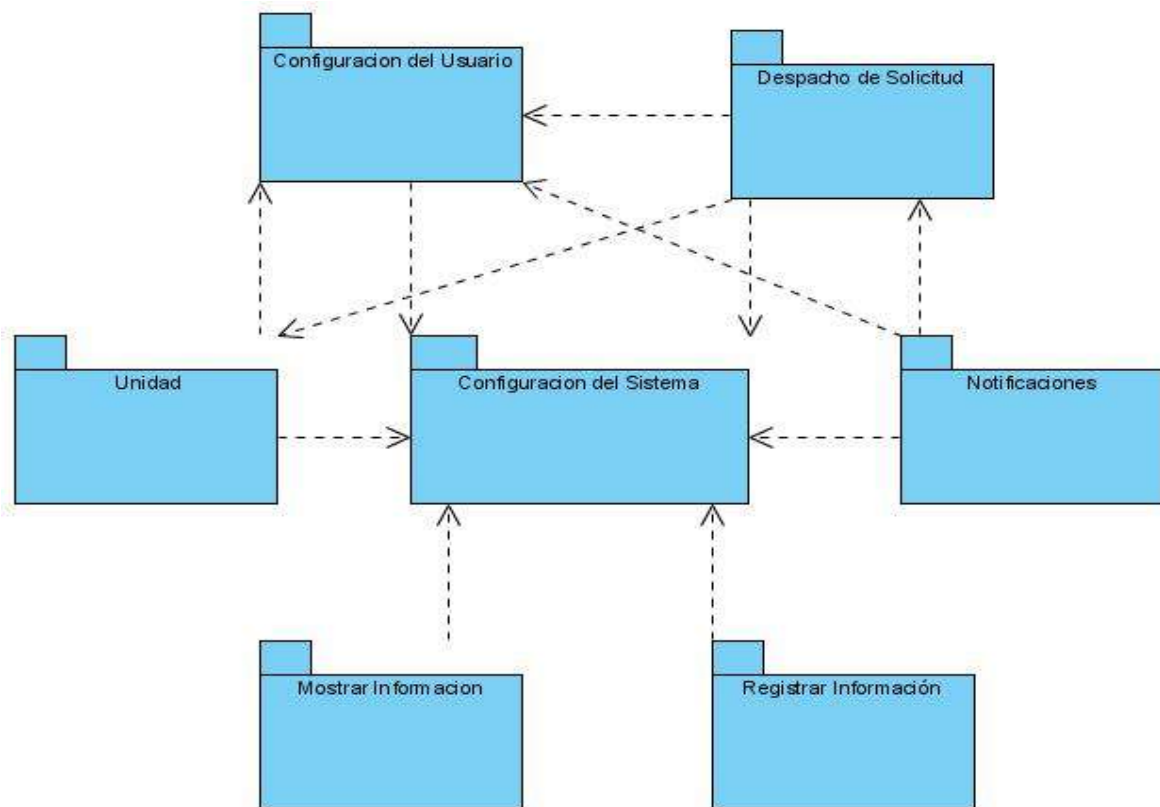 Configuracion del Usuario
Despacho de Solicitud
Unidad
Configuracion del Sistema
Notificaciones
Mostrar Informacion
Registrar Información